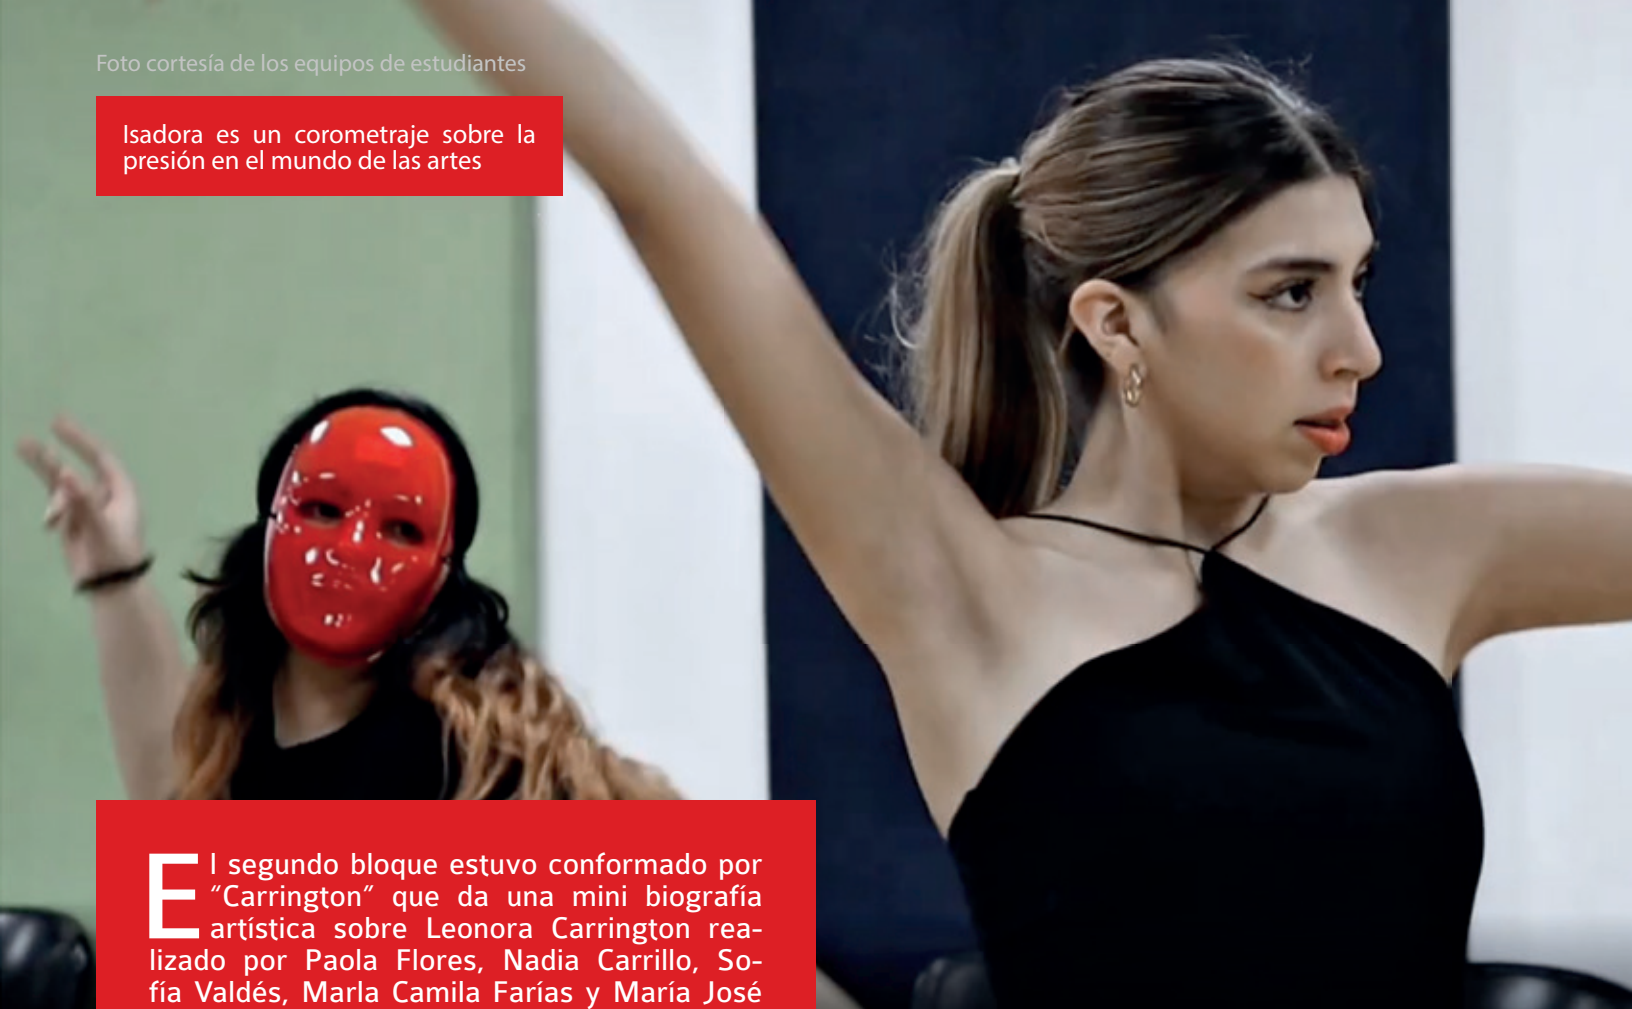 Foto cortesía de los equipos de estudiantes
Isadora es un corometraje sobre la
presión en el mundo de las artes
El segundo bloque estuvo conformado por
“Carrington” que da una mini biografía
artística sobre Leonora Carrington rea-
lizado por Paola Flores, Nadia Carrillo, So-
fía Valdés, Marla Camila Farías y María José